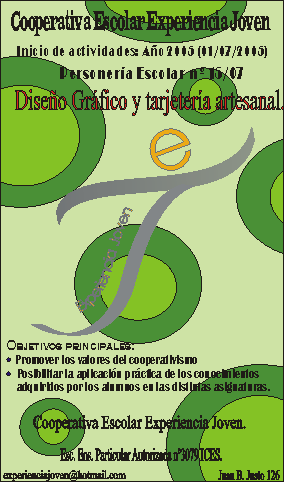 Cooperativa Escolar Experiencia Joven
Inicio de actividades: Año 2005 (01/07/2005)
Personería Escolar nº 15/07
Diseño Gráfico y tarjetería artesanal.
e
Experiencia Joven
Objetivos principales:
• Promover los valores del cooperativismo
• Posibilitar la aplicación práctica de los conocimientos
adquiridos por los alumnos en las distintas asignaturas.
Cooperativa Escolar Experiencia Joven.
Esc. Ens. Particular Autorizada nº3079 ICES.
experienciajoven@hotmail.com
Juan B. Justo 126